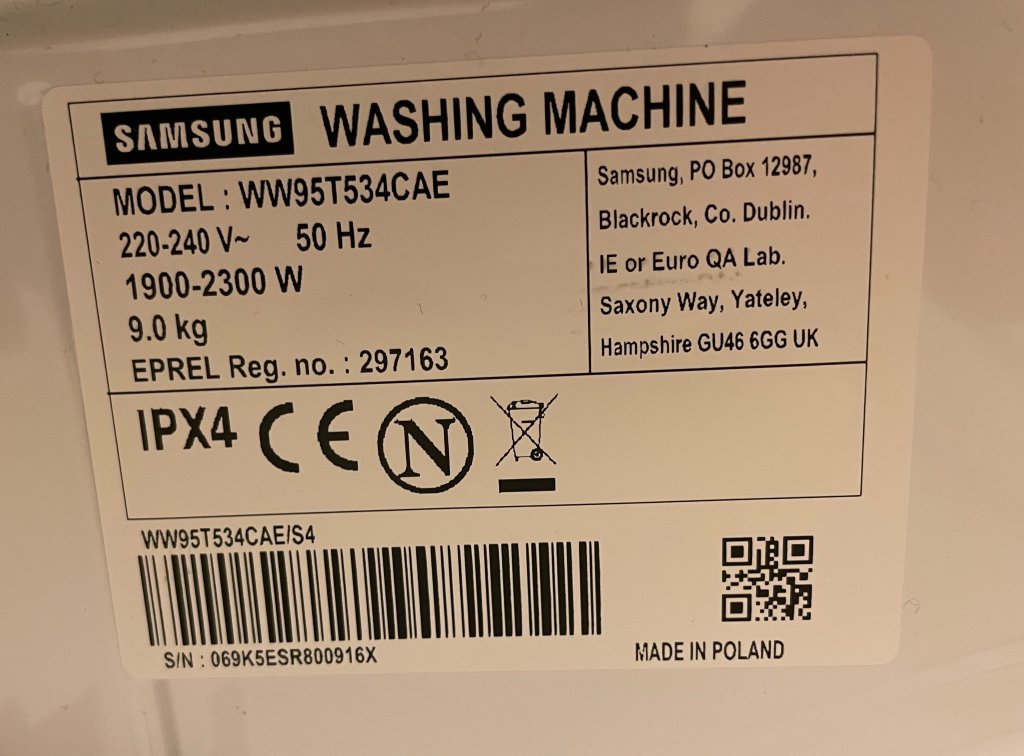 SAMSUNG WASHING MACHINE
MODEL : WW95T534CAE
220-240 V~ 50 Hz
1900-2300 W
9.0 kg
EPREL Reg. no. : 297163
Samsung, PO Box 12987,
Blackrock, Co. Dublin.
IE or Euro QA Lab.
Saxony Way, Yateley,
Hampshire GU46 6GG UK
IPX4 CE N
WW95T534CAE/S4
S/N : 069K5ESR800916X
MADE IN POLAND